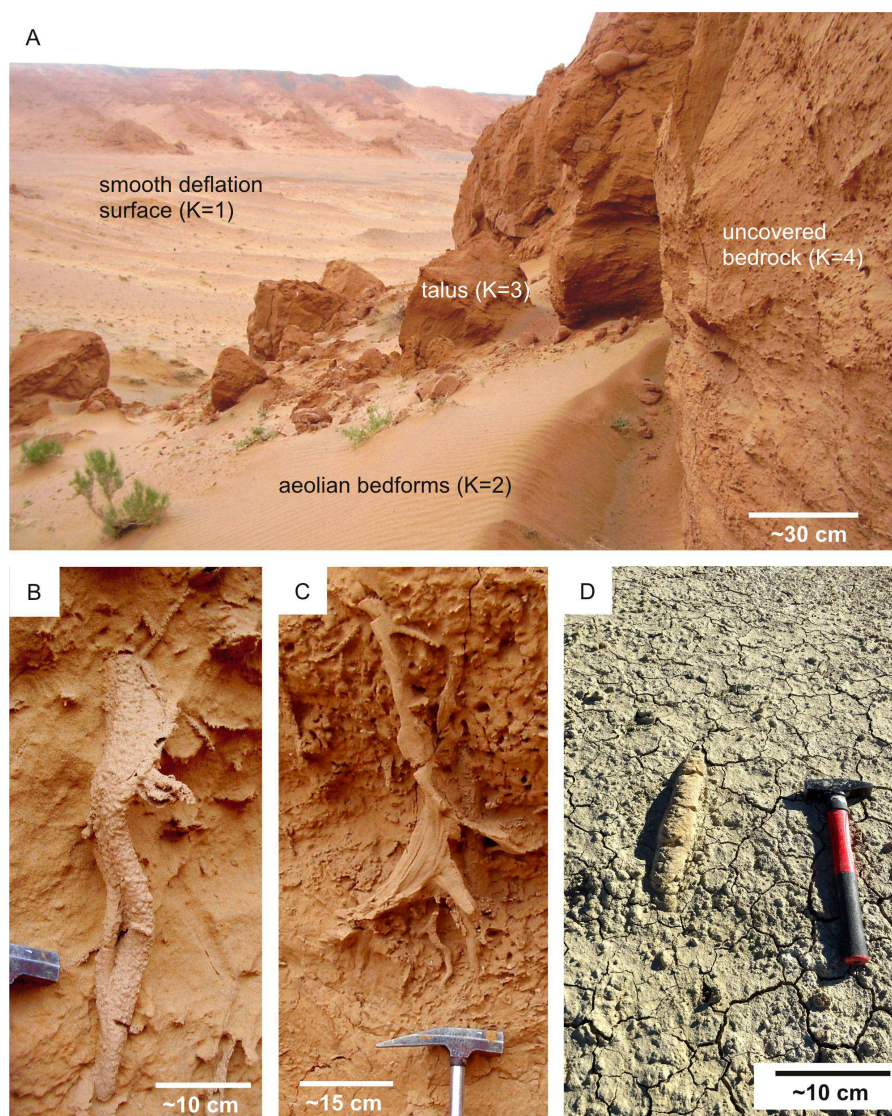 A
smooth deflation
surface (K=1)
uncovered
bedrock (K=4)
talus (K=3)
aeolian bedforms (K=2)
~30 cm
B
C
D
~10 cm
~15 cm
~10 cm